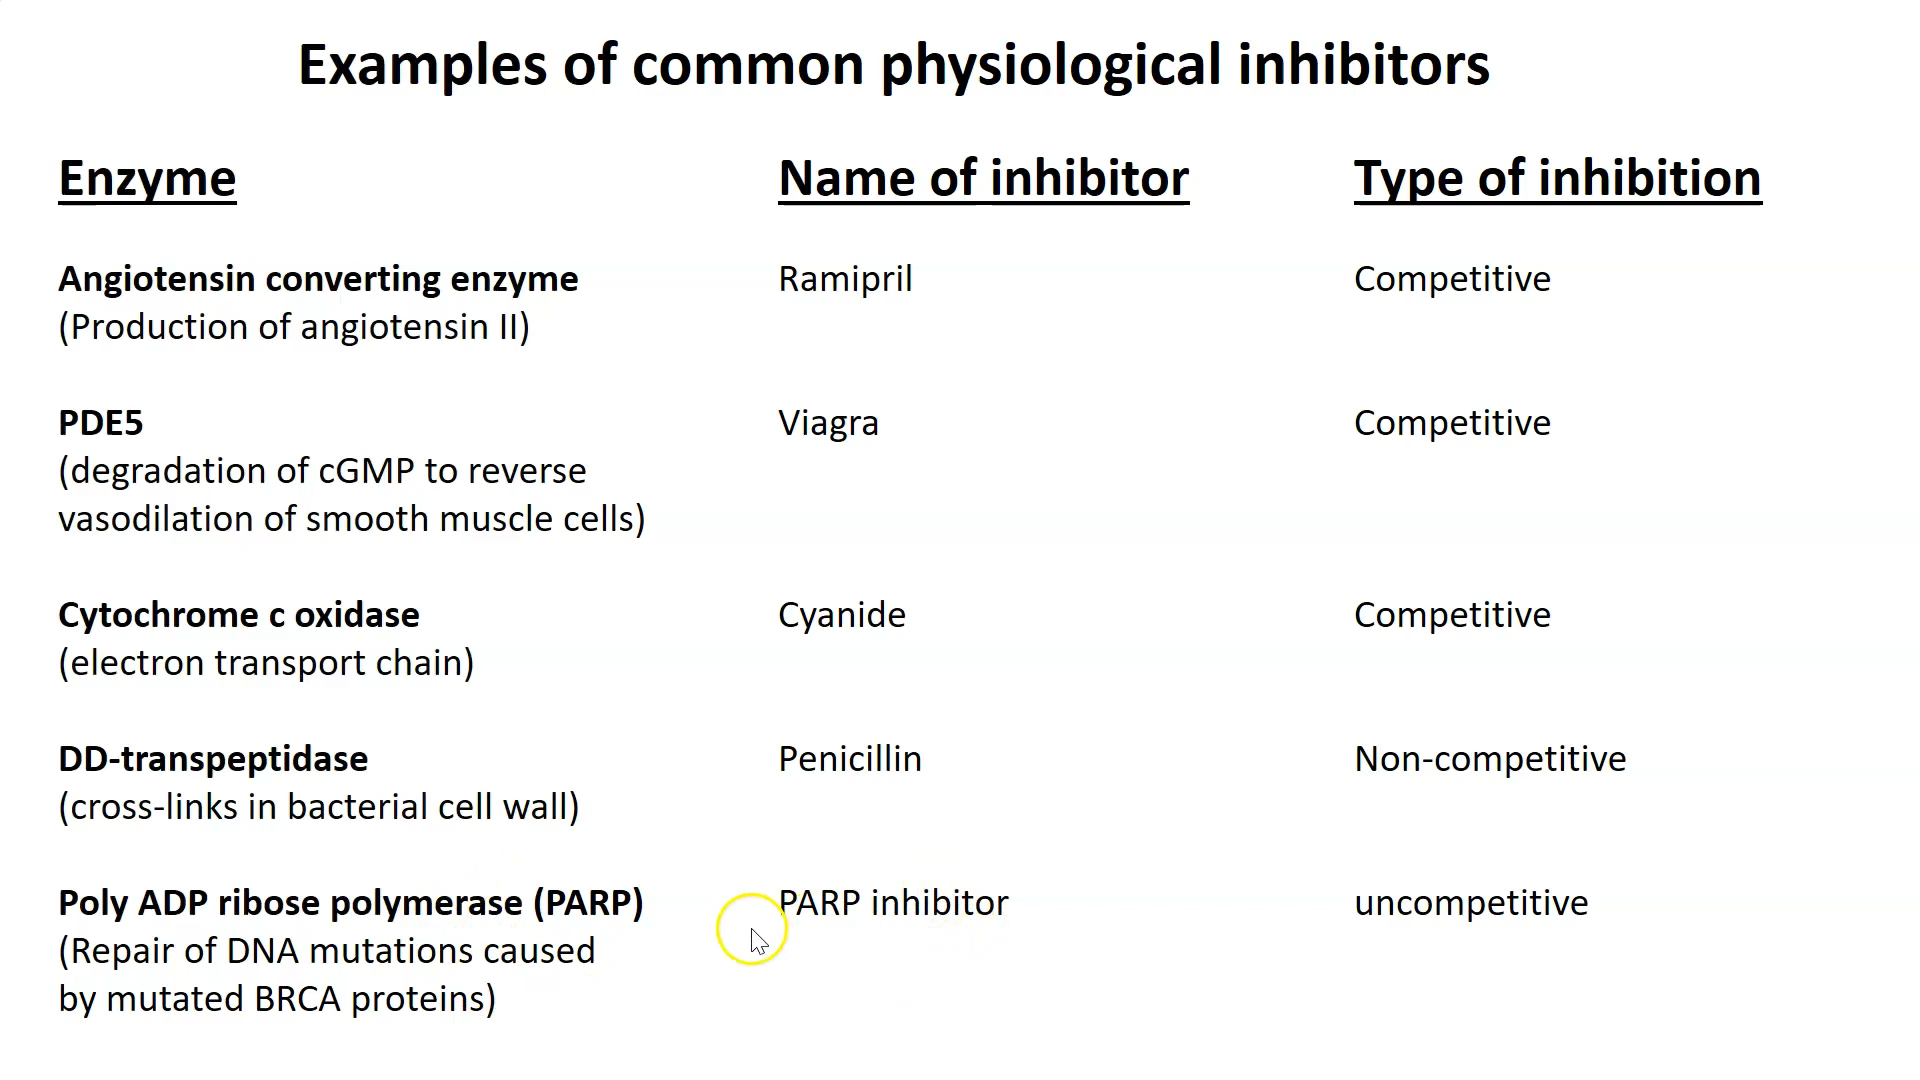 Examples of common physiological inhibitors
Enzyme Name of inhibitor Type of inhibition
Angiotensin converting enzyme Ramipril Competitive
(Production of angiotensin II)
PDE5 Viagra Competitive
(degradation of cGMP to reverse
vasodilation of smooth muscle cells)
Cytochrome c oxidase Cyanide Competitive
(electron transport chain)
DD-transpeptidase Penicillin Non-competitive
(cross-links in bacterial cell wall)
Poly ADP ribose polymerase (PARP) PARP inhibitor uncompetitive
(Repair of DNA mutations caused
by mutated BRCA proteins)